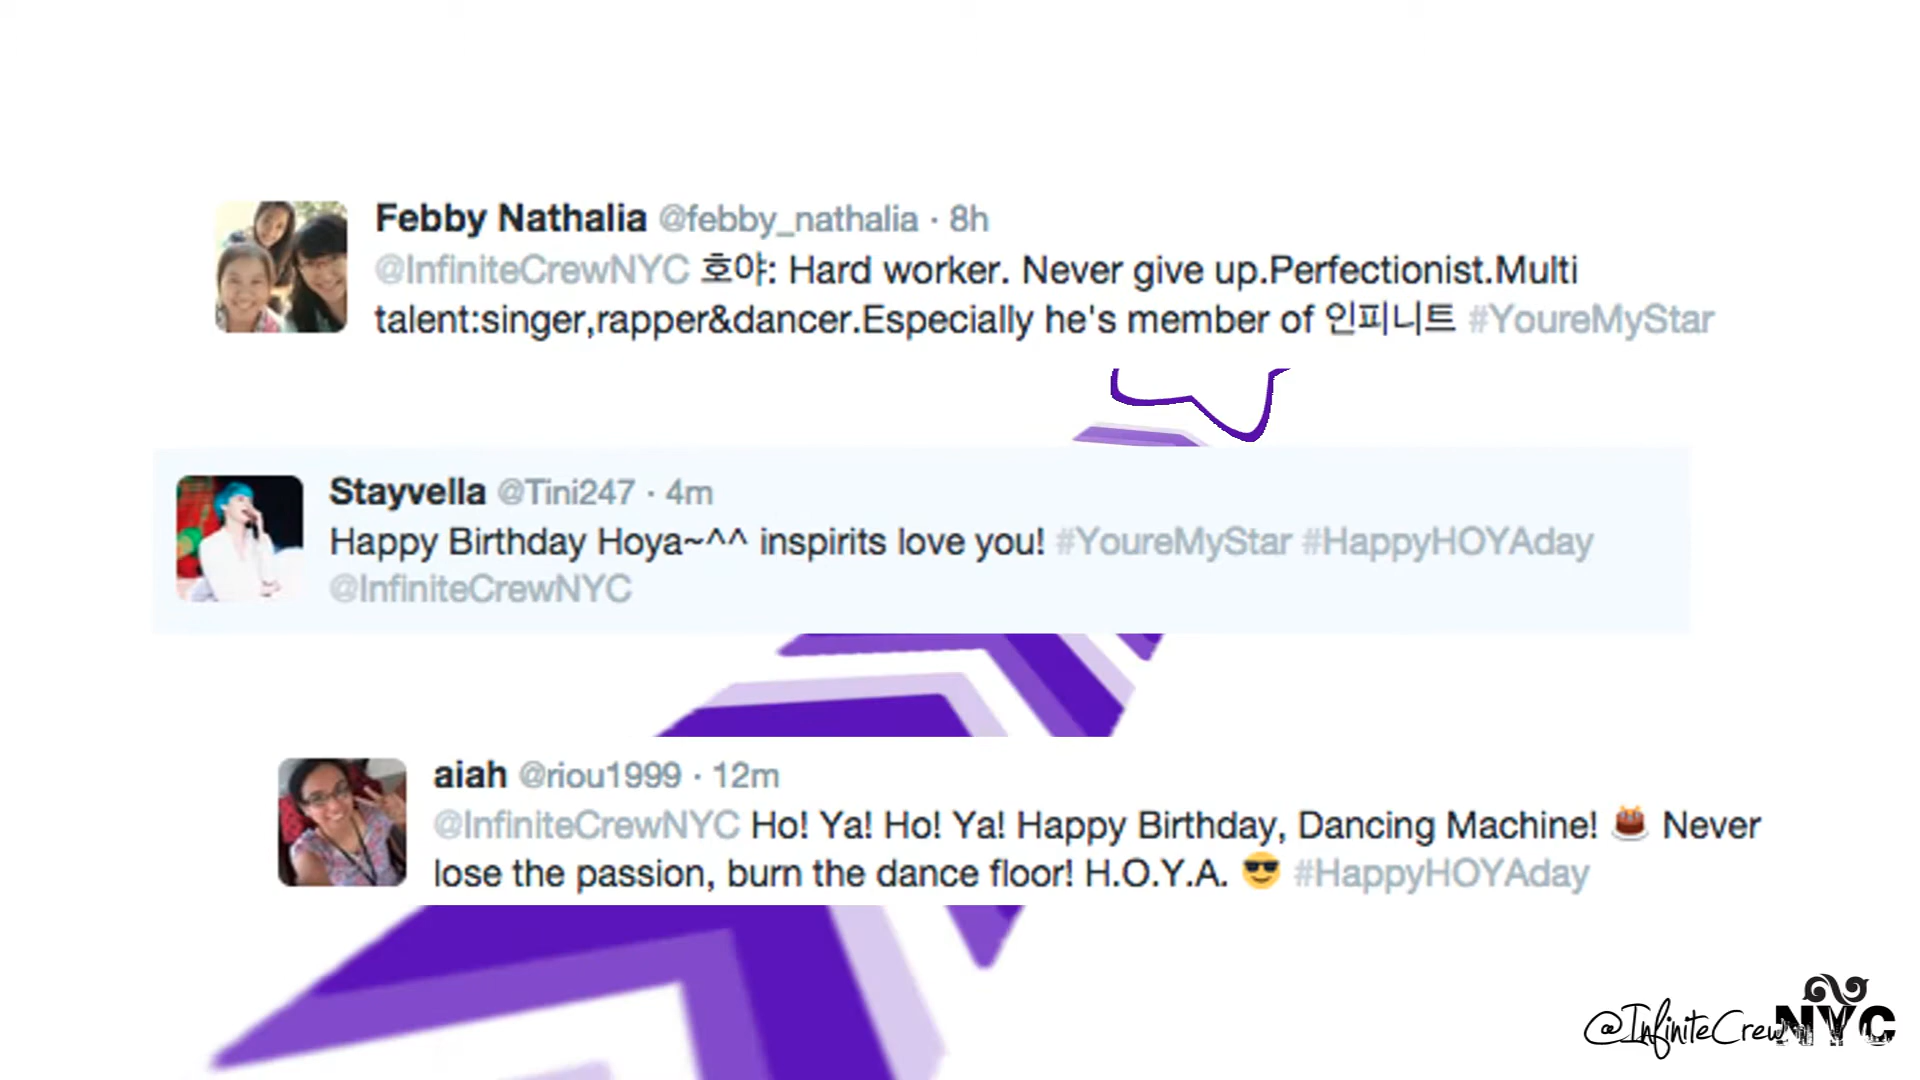 Febby Nathalia @febby_nathalia · 8h
@InfiniteCrewNYC 호야: Hard worker. Never give up.Perfectionist.Multi
talent:singer,rapper&dancer.Especially he's member of 인피니트 #YoureMyStar
Stayvella @Tini247 · 4m
Happy Birthday Hoya~^^ inspirits love you! #YoureMyStar #HappyHOYAday
@InfiniteCrewNYC
aiah @riou1999 · 12m
@InfiniteCrewNYC Ho! Ya! Ho! Ya! Happy Birthday, Dancing Machine! 🎂 Never
lose the passion, burn the dance floor! H.O.Y.A. 😎 #HappyHOYAday
@InfiniteCrew NYC